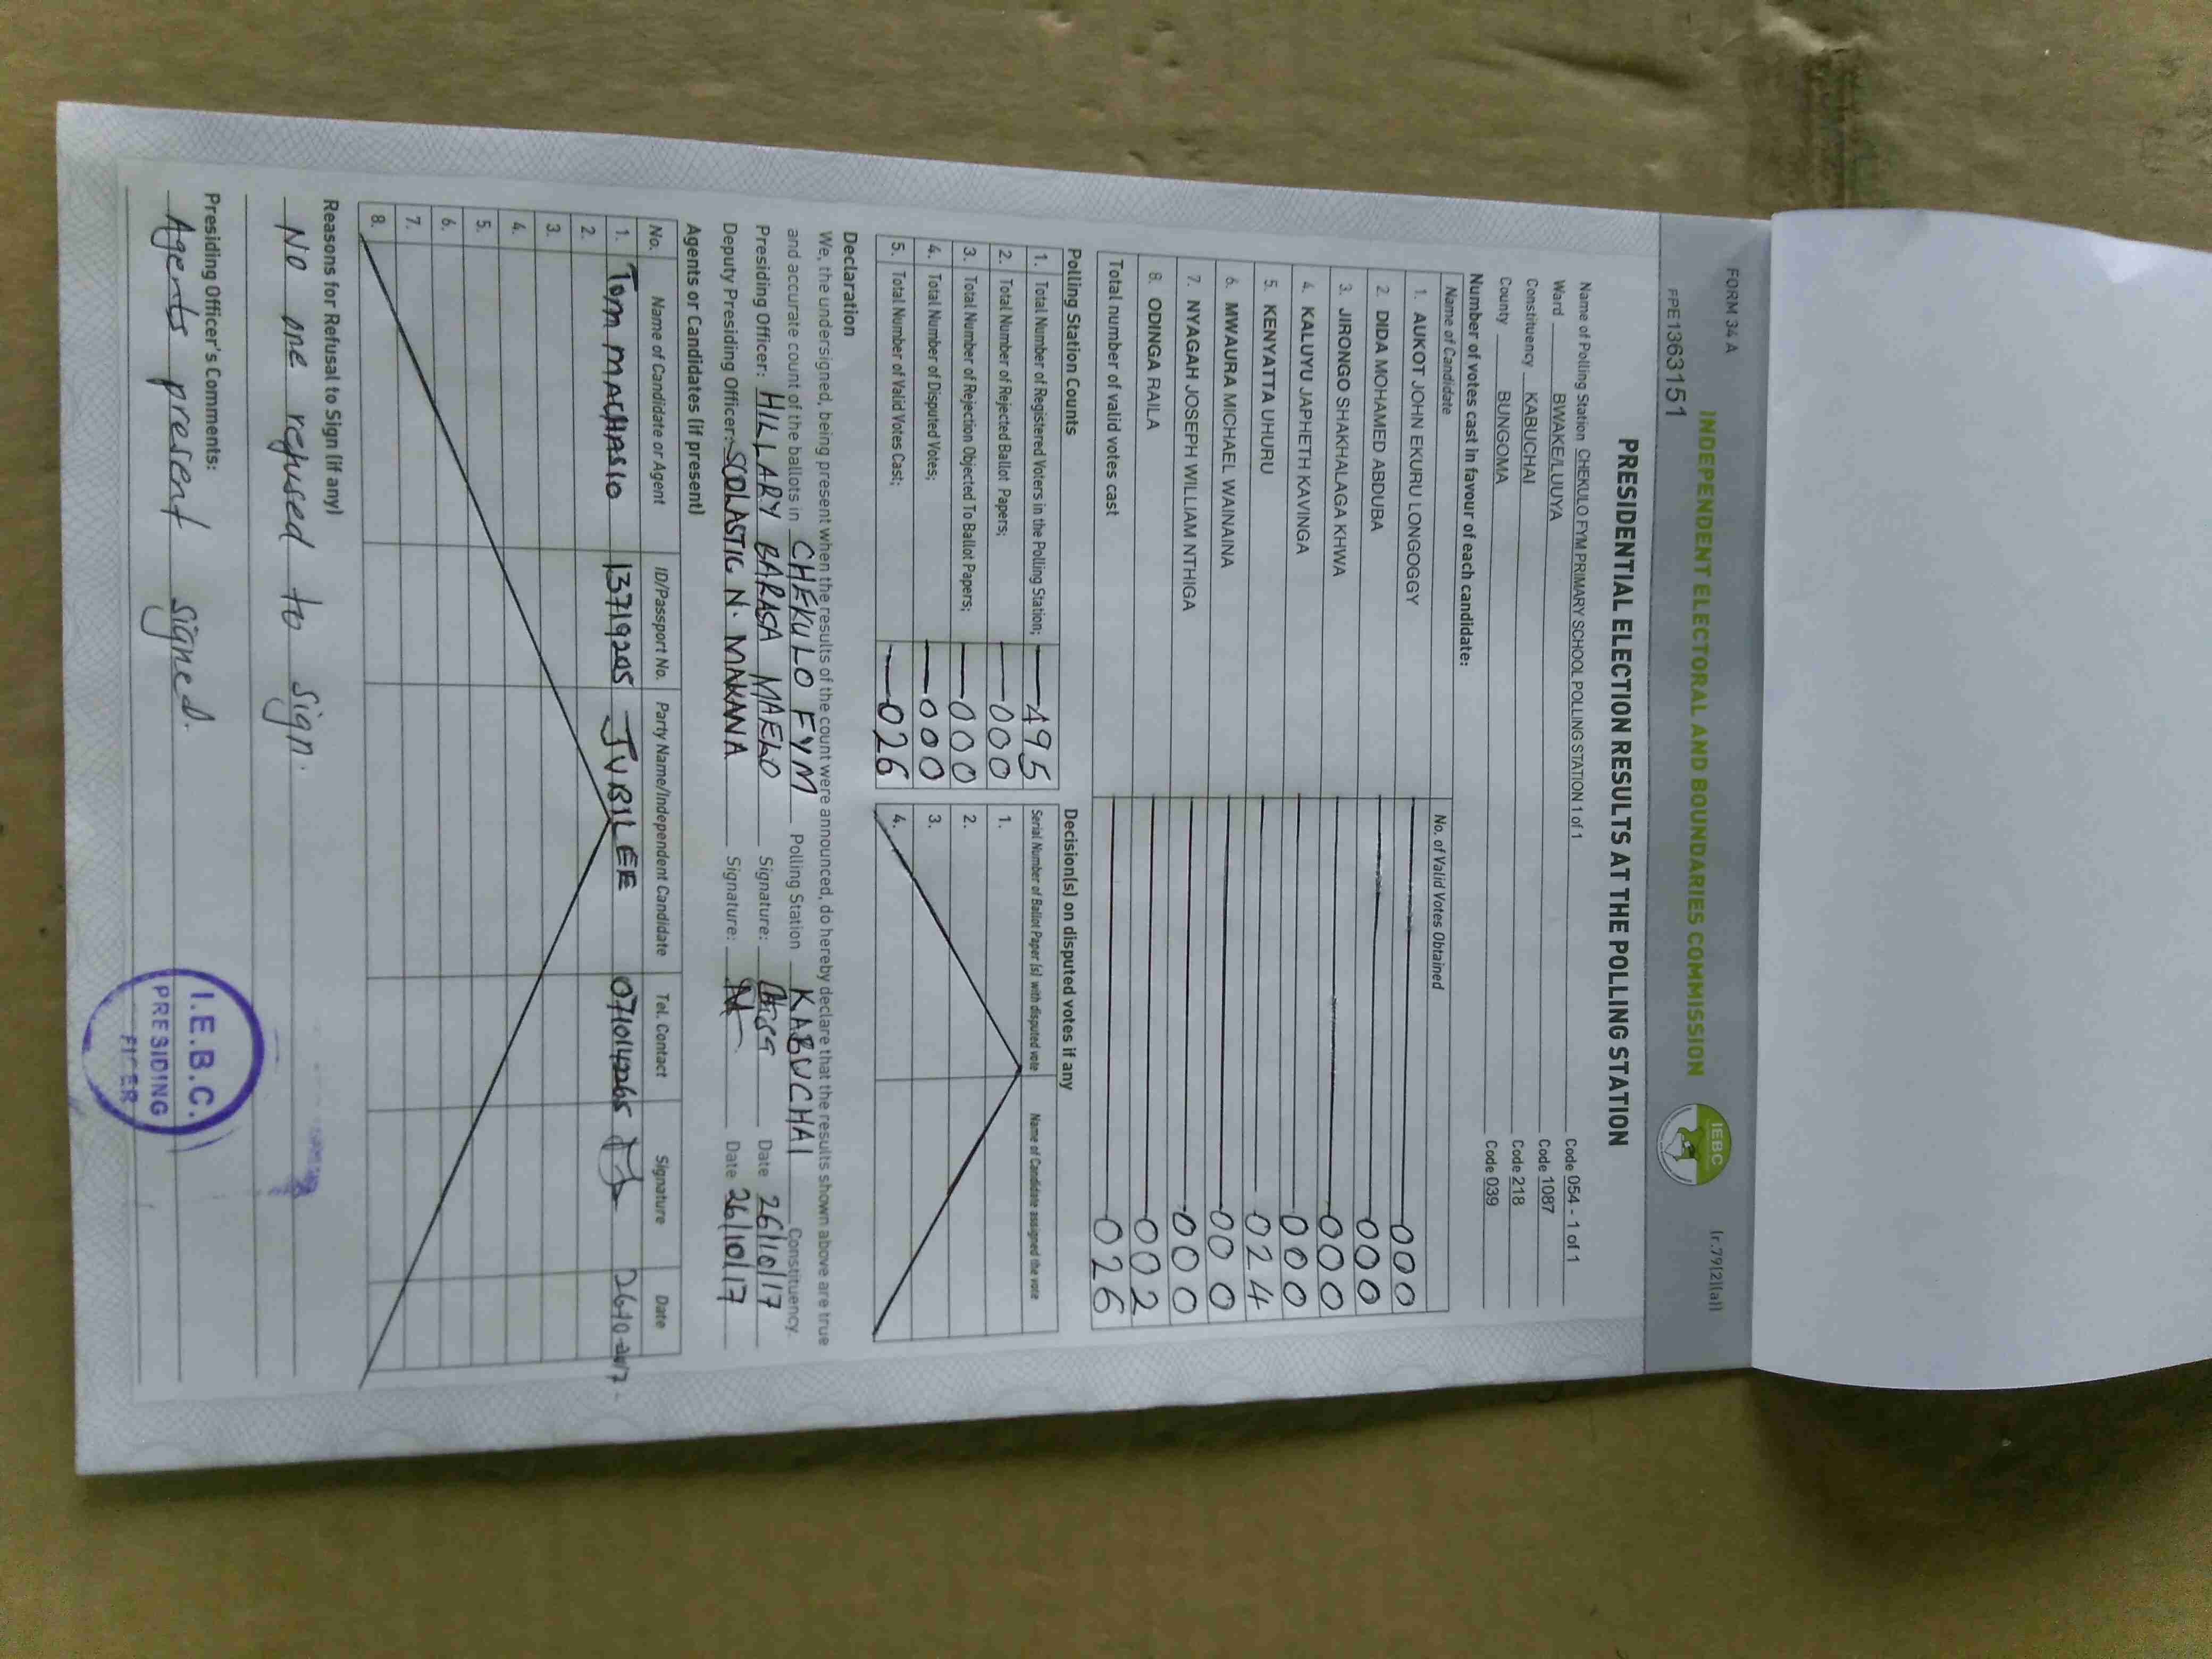 FORM 34 A
(r.79(2)(a))
INDEPENDENT ELECTORAL AND BOUNDARIES COMMISSION
IEBC
PRESIDENTIAL ELECTION RESULTS AT THE POLLING STATION
Name of Polling Station CHEKULO FYM PRIMARY SCHOOL POLLING STATION 1 of 1 Code 054 - 1 of 1
Ward BWAKE/LUUYA Code 1087
Constituency KABUCHAI Code 218
County BUNGOMA Code 039
Number of votes cast in favour of each candidate:
Name of Candidate No. of Valid Votes Obtained
1. AUKOT JOHN EKURU LONGOGGY 000
2. DIDA MOHAMED ABDUBA 000
3. JIRONGO SHAKHALAGA KHWA 000
4. KALUYU JAPHETH KAVINGA 000
5. KENYATTA UHURU 024
6. MWAURA MICHAEL WAINAINA 000
7. NYAGAH JOSEPH WILLIAM NTHIGA 000
8. ODINGA RAILA 002
Total number of valid votes cast 026
Polling Station Counts
1. Total Number of Registered Voters in the Polling Station; 495
2. Total Number of Rejected Ballot Papers; 000
3. Total Number of Rejection Objected To Ballot Papers; 000
4. Total Number of Disputed Votes; 000
5. Total Number of Valid Votes Cast; 026
Decision(s) on disputed votes if any
Serial Number of Ballot Paper (s) with disputed vote Name of Candidate assigned the vote
1.
2.
3.
4.
Declaration
We, the undersigned, being present when the results of the count were announced, do hereby declare that the results shown above are true
and accurate count of the ballots in CHEKULO FYM Polling Station KABUCHAI Constituency.
Presiding Officer: HILLARY BARASA MAELO Signature: Date 26/10/17
Deputy Presiding Officer: SCOLASTIC N. MAKANA Signature: Date 26/10/17
Agents or Candidates (if present)
No. Name of Candidate or Agent ID/Passport No. Party Name/Independent Candidate Tel. Contact Signature Date
1. Tom MACHASIO 13719205 JUBILEE
2.
3.
4.
5.
6.
7.
8.
Reasons for Refusal to Sign (if any)
No one refused to sign.
Presiding Officer's Comments:
Agents present signed.
I.E.B.C.
PRESIDING